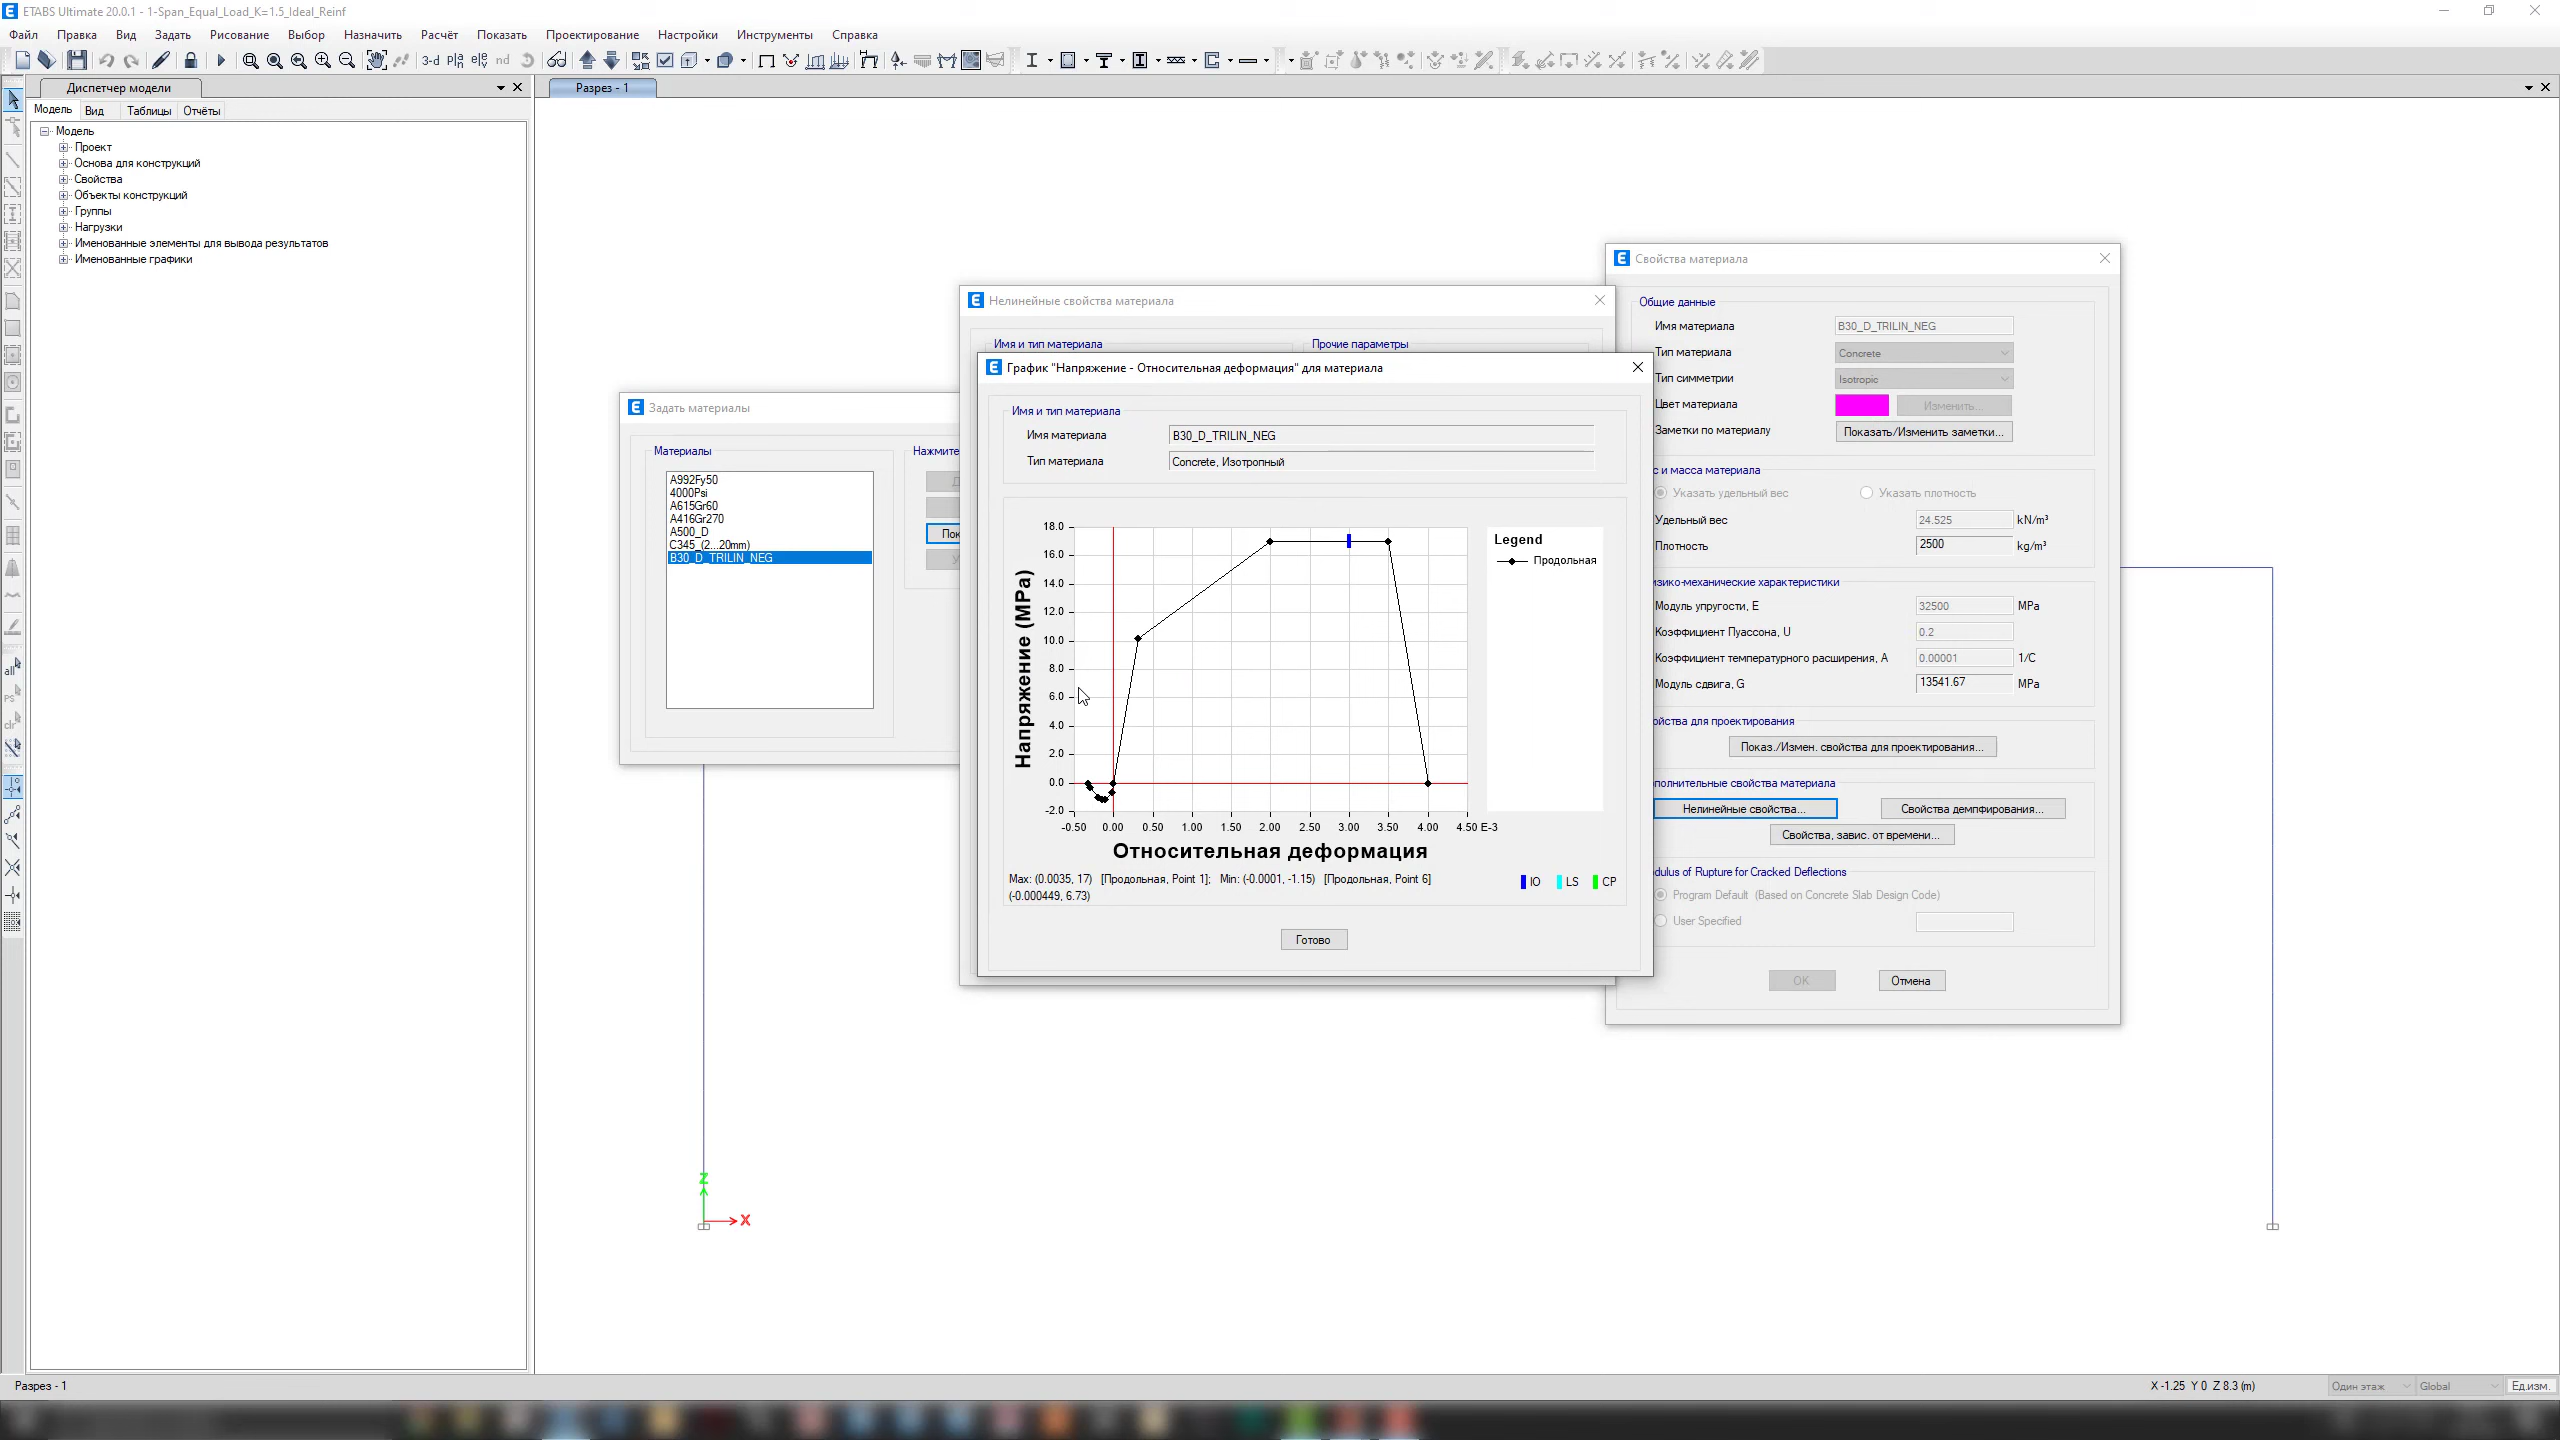 ETABS Ultimate 20.0.1 - 1-Span_Equal_Load_K=1.5_Ideal_Reinf
Файл Правка Вид Задать Рисование Выбор Назначить Расчёт Показать Проектирование Настройки Инструменты Справка
3-d nd
Диспетчер модели
Разрез - 1
Модель Вид Таблицы Отчёты
Модель
Проект
Основа для конструкций
Свойства
Объекты конструкций
Группы
Нагрузки
Именованные элементы для вывода результатов
Именованные графики
all
ps
clr
Задать материалы
Материалы
Нажмите
A992Fy50
4000Psi
A615Gr60
A416Gr270
A500_D
C345_(2...20mm)
B30_D_TRILIN_NEG
Пок
Нелинейные свойства материала
Имя и тип материала
Прочие параметры
График "Напряжение - Относительная деформация" для материала
Имя и тип материала
Имя материала
B30_D_TRILIN_NEG
Тип материала
Concrete, Изотропный
Напряжение (MPa)
18.0
16.0
14.0
12.0
10.0
8.0
6.0
4.0
2.0
0.0
-2.0
-0.50 0.00 0.50 1.00 1.50 2.00 2.50 3.00 3.50 4.00 4.50 E-3
Относительная деформация
Legend
Продольная
Max: (0.0035, 17) [Продольная, Point 1]; Min: (-0.0001, -1.15) [Продольная, Point 6]
(-0.000449, 6.73)
IO LS CP
Готово
Свойства материала
Общие данные
Имя материала
B30_D_TRILIN_NEG
Тип материала
Concrete
Тип симметрии
Isotropic
Цвет материала
Изменить...
Заметки по материалу
Показать/Изменить заметки...
с и масса материала
Указать удельный вес
Указать плотность
Удельный вес
24.525
kN/m³
Плотность
2500
kg/m³
изико-механические характеристики
Модуль упругости, E
32500
MPa
Коэффициент Пуассона, U
0.2
Коэффициент температурного расширения, A
0.00001
1/C
Модуль сдвига, G
13541.67
MPa
ойства для проектирования
Показ./Измен. свойства для проектирования...
полнительные свойства материала
Нелинейные свойства...
Свойства демпфирования...
Свойства, завис. от времени...
dulus of Rupture for Cracked Deflections
Program Default (Based on Concrete Slab Design Code)
User Specified
OK
Отмена
Z
X
Разрез - 1
X -1.25 Y 0 Z 8.3 (m)
Один этаж
Global
Ед.изм.